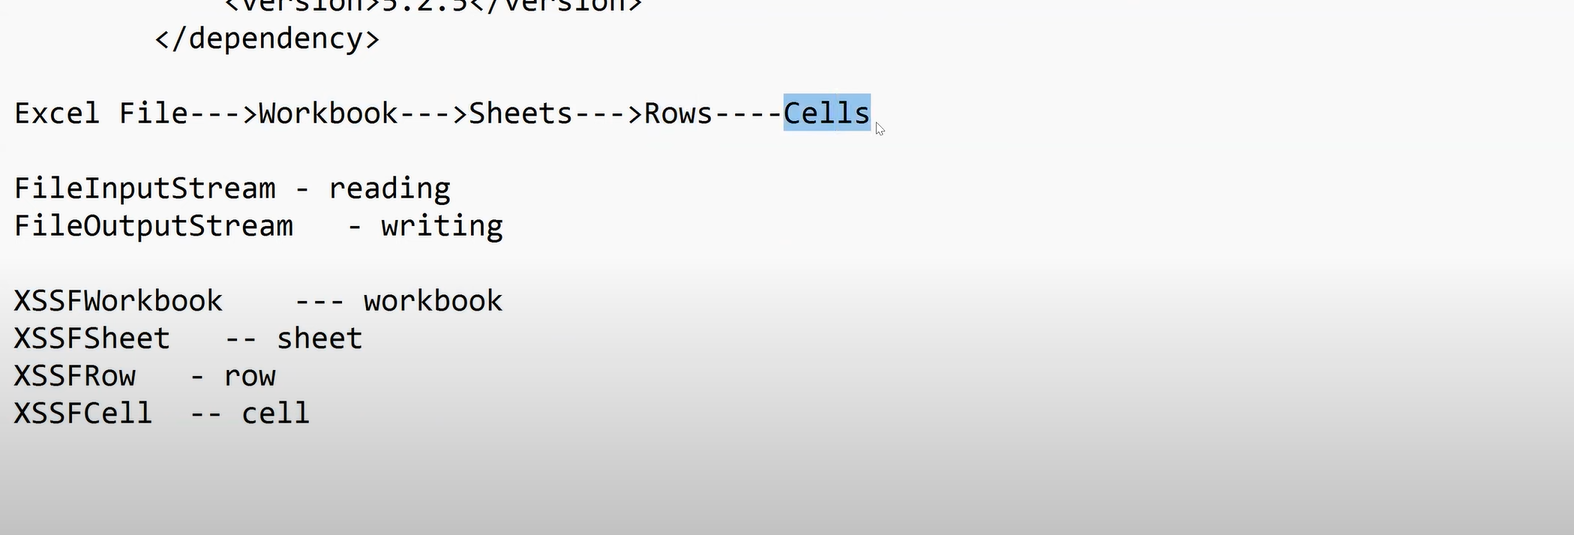 <version>5.2.5</version>
</dependency>
Excel File--->Workbook--->Sheets--->Rows----Cells
FileInputStream - reading
FileOutputStream   - writing
XSSFWorkbook    --- workbook
XSSFSheet   -- sheet
XSSFRow   - row
XSSFCell  -- cell